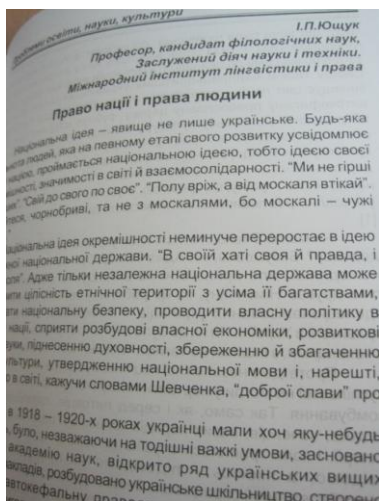 Проблеми освіти, науки, культури
І.П.Ющук
Професор, кандидат філологічних наук,
Заслужений діяч науки і техніки.
Міжнародний інститут лінгвістики і права
Право нації і права людини
Національна ідея – явище не лише українське. Будь-яка
людей, яка на певному етапі свого розвитку усвідомлює
нацією, проймається національною ідеєю, тобто ідеєю своєї
значимості в світі й взаємосолідарності. “Ми не гірші
“Свій до свого по своє”. “Полу вріж, а від москаля втікай”.
чорнобриві, та не з москалями, бо москалі – чужі
Національна ідея окремішності неминуче переростає в ідею
національної держави. “В своїй хаті своя й правда, і
воля”. Адже тільки незалежна національна держава може
цілісність етнічної території з усіма її багатствами,
національну безпеку, проводити власну політику в
нації, сприяти розбудові власної економіки, розвиткові
науки, піднесенню духовності, збереженню й збагаченню
культури, утвердженню національної мови і, нарешті,
в світі, кажучи словами Шевченка, “доброї слави” про
в 1918 – 1920-х роках українці мали хоч яку-небудь
було, незважаючи на тодішні важкі умови, засновано
академію наук, відкрито ряд українських вищих
закладів, розбудовано українське шкільництво, створено
автокефальну